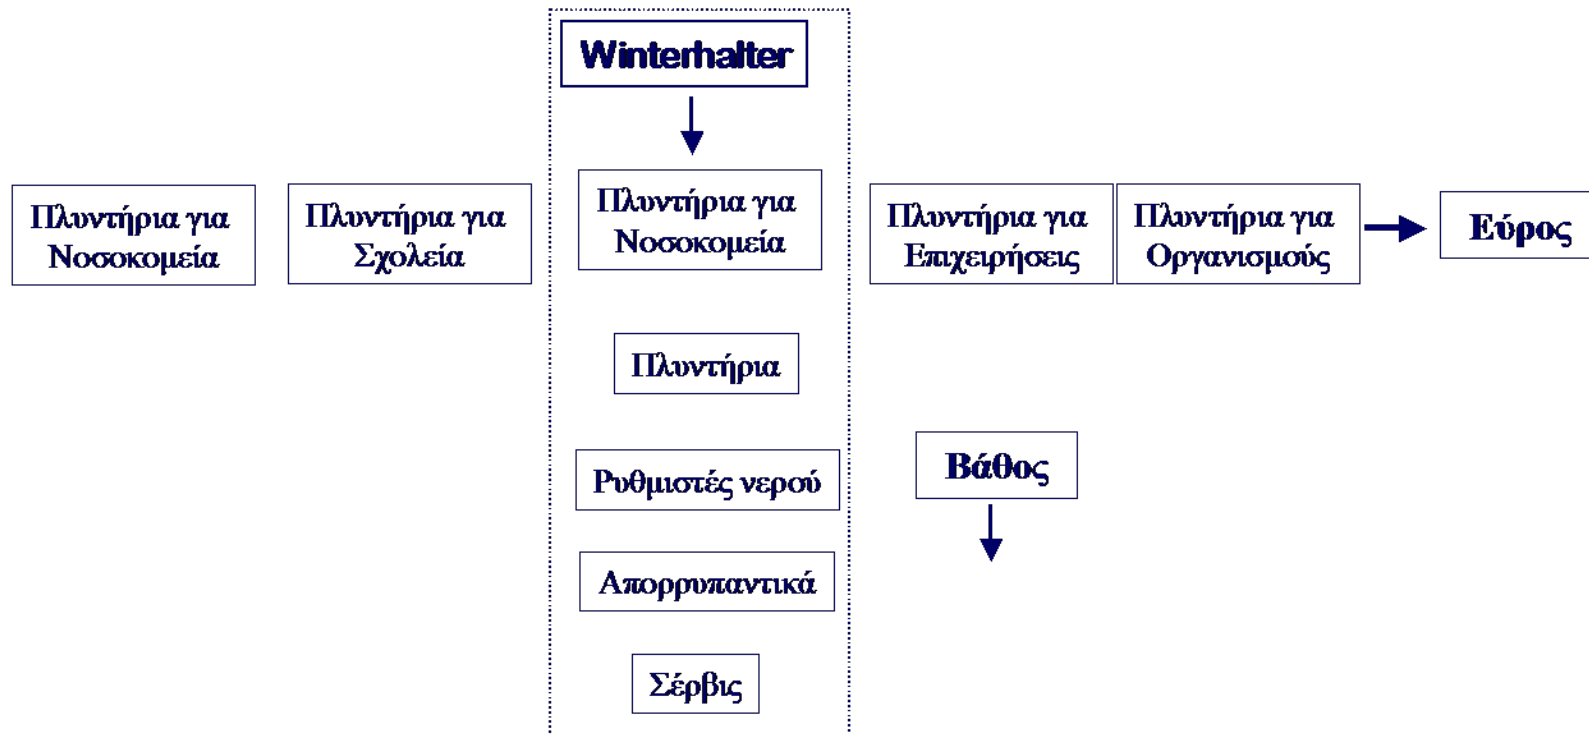 Winterhalter
Πλυντήρια για
Νοσοκομεία
Πλυντήρια για
Σχολεία
Πλυντήρια για
Νοσοκομεία
Πλυντήρια για
Επιχειρήσεις
Πλυντήρια για
Οργανισμούς
Εύρος
Πλυντήρια
Βάθος
Ρυθμιστές νερού
Απορρυπαντικά
Σέρβις